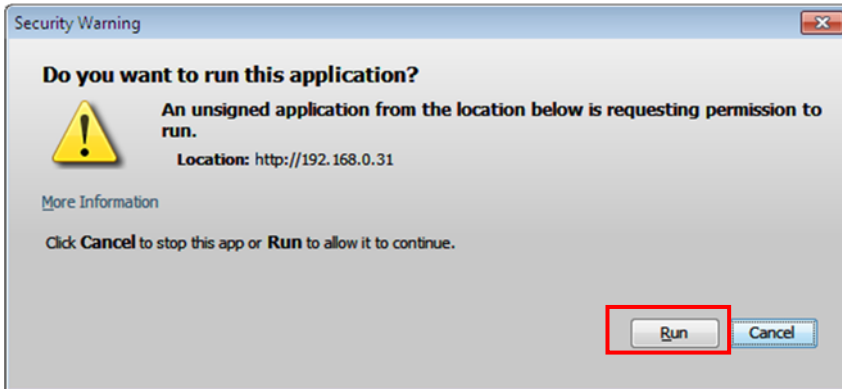 Security Warning
Do you want to run this application?
An unsigned application from the location below is requesting permission to
run.
Location: http://192.168.0.31
More Information
Click Cancel to stop this app or Run to allow it to continue.
Run Cancel